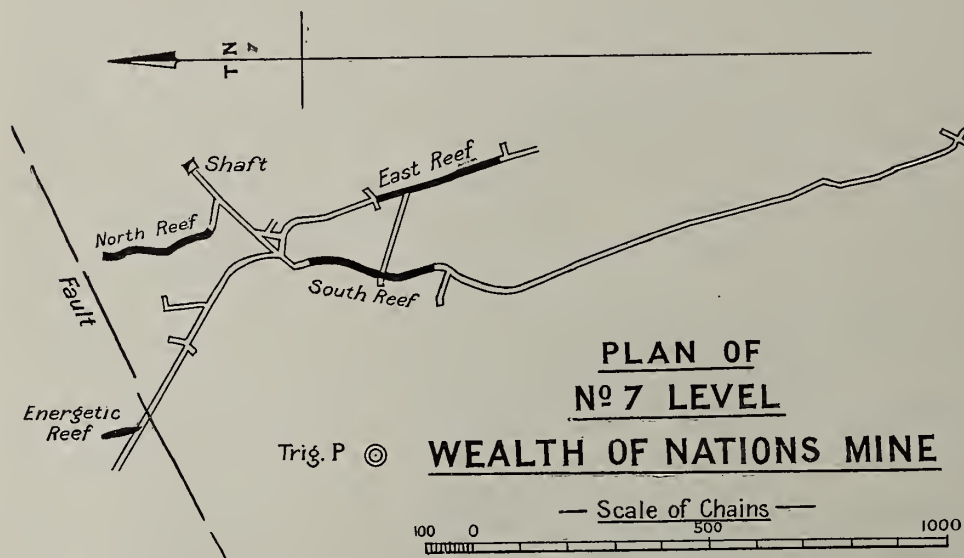 T N
Shaft
East Reef
North Reef
South Reef
Fault
Energetic
Reef
Trig. P
PLAN OF
Nº 7 LEVEL
WEALTH OF NATIONS MINE
— Scale of Chains —
100 0 500 1000